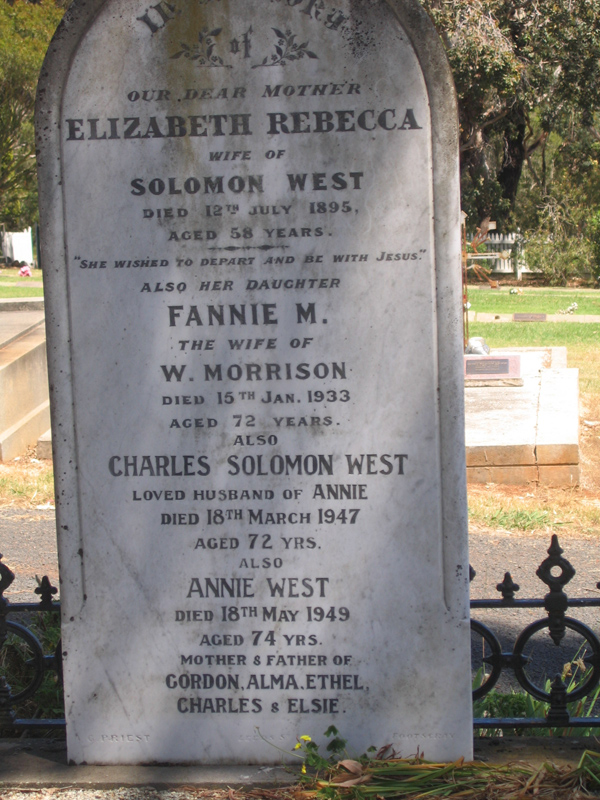 In Memory
of
OUR DEAR MOTHER
ELIZABETH REBECCA
WIFE OF
SOLOMON WEST
DIED 12TH JULY 1895,
AGED 58 YEARS.
"SHE WISHED TO DEPART AND BE WITH JESUS."
ALSO HER DAUGHTER
FANNIE M.
THE WIFE OF
W. MORRISON
DIED 15TH JAN. 1933
AGED 72 YEARS.
ALSO
CHARLES SOLOMON WEST
LOVED HUSBAND OF ANNIE
DIED 18TH MARCH 1947
AGED 72 YRS.
ALSO
ANNIE WEST
DIED 18TH MAY 1949
AGED 74 YRS.
MOTHER & FATHER OF
GORDON, ALMA, ETHEL,
CHARLES & ELSIE.
PRIEST